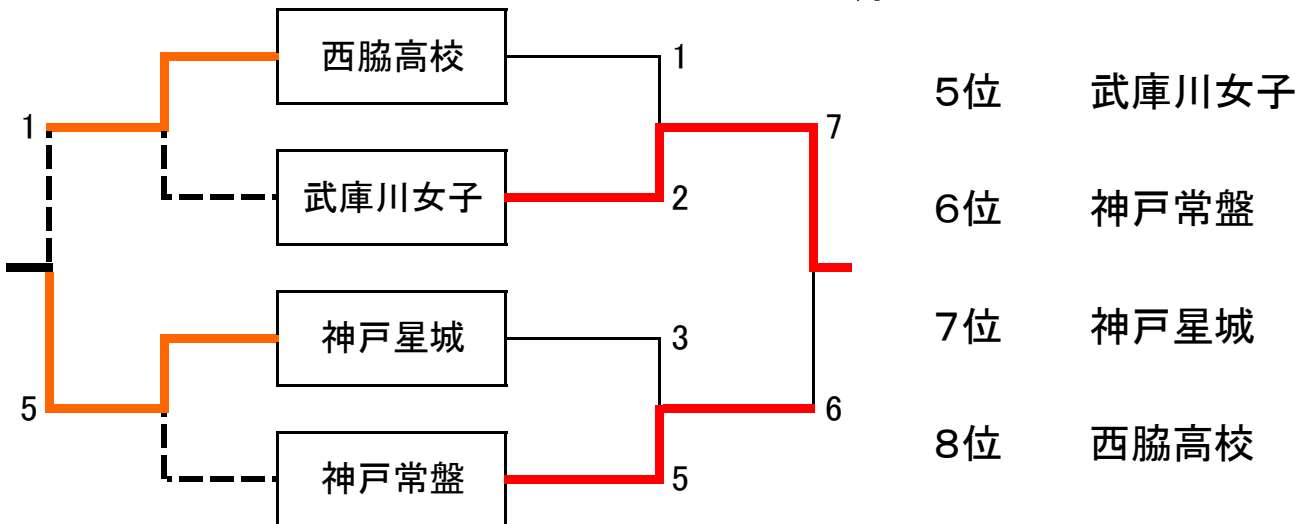 西脇高校
武庫川女子
神戸星城
神戸常盤
1
5
1
2
3
5
7
6
5位 武庫川女子
6位 神戸常盤
7位 神戸星城
8位 西脇高校